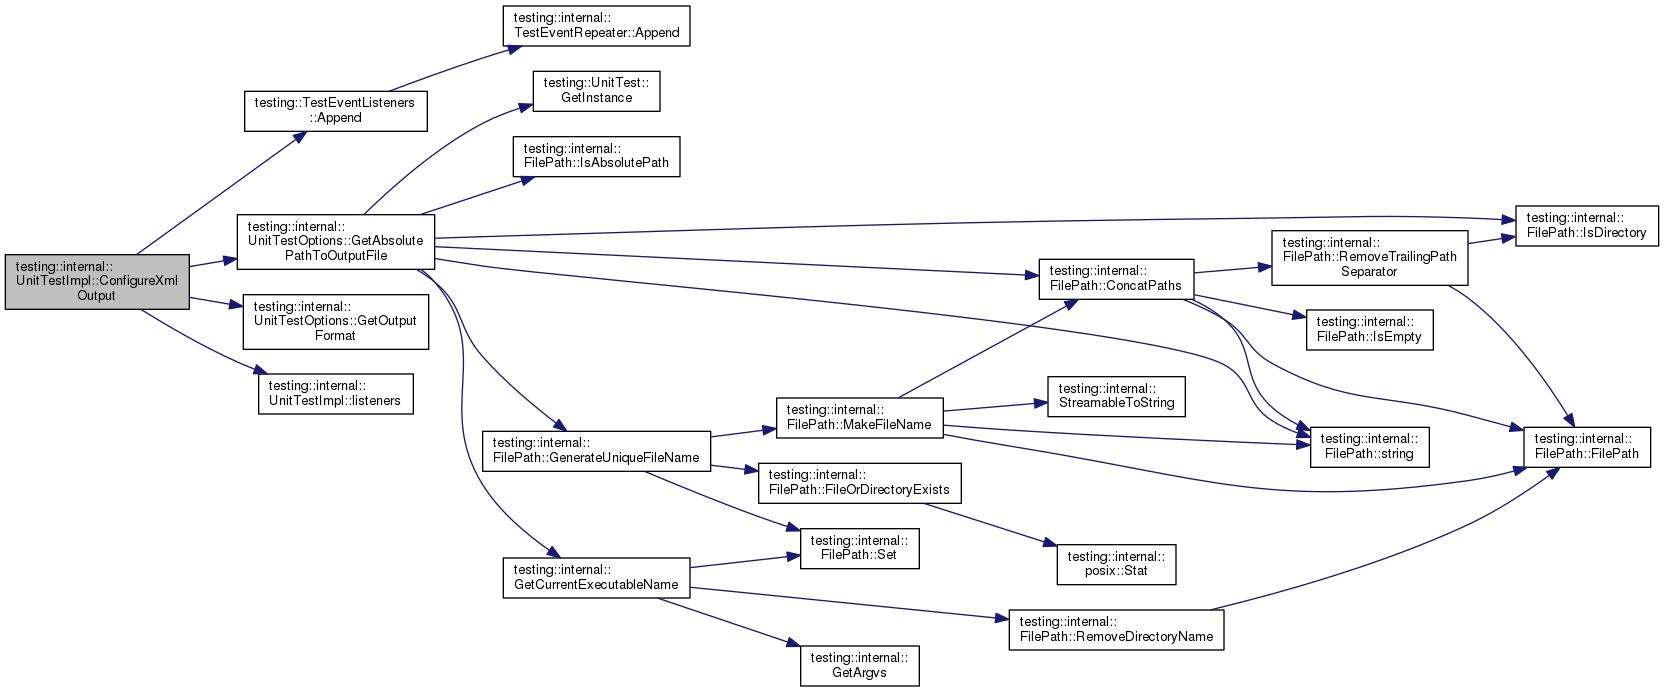 testing::internal::
UnitTestImpl::ConfigureXml
Output
testing::TestEventListeners
::Append
testing::internal::
TestEventRepeater::Append
testing::internal::
UnitTestOptions::GetAbsolute
PathToOutputFile
testing::UnitTest::
GetInstance
testing::internal::
FilePath::IsAbsolutePath
testing::internal::
FilePath::IsDirectory
testing::internal::
FilePath::ConcatPaths
testing::internal::
FilePath::RemoveTrailingPath
Separator
testing::internal::
FilePath::IsEmpty
testing::internal::
UnitTestOptions::GetOutput
Format
testing::internal::
UnitTestImpl::listeners
testing::internal::
FilePath::GenerateUniqueFileName
testing::internal::
FilePath::MakeFileName
testing::internal::
StreamableToString
testing::internal::
FilePath::string
testing::internal::
FilePath::FilePath
testing::internal::
FilePath::FileOrDirectoryExists
testing::internal::
FilePath::Set
testing::internal::
posix::Stat
testing::internal::
GetCurrentExecutableName
testing::internal::
FilePath::RemoveDirectoryName
testing::internal::
GetArgvs